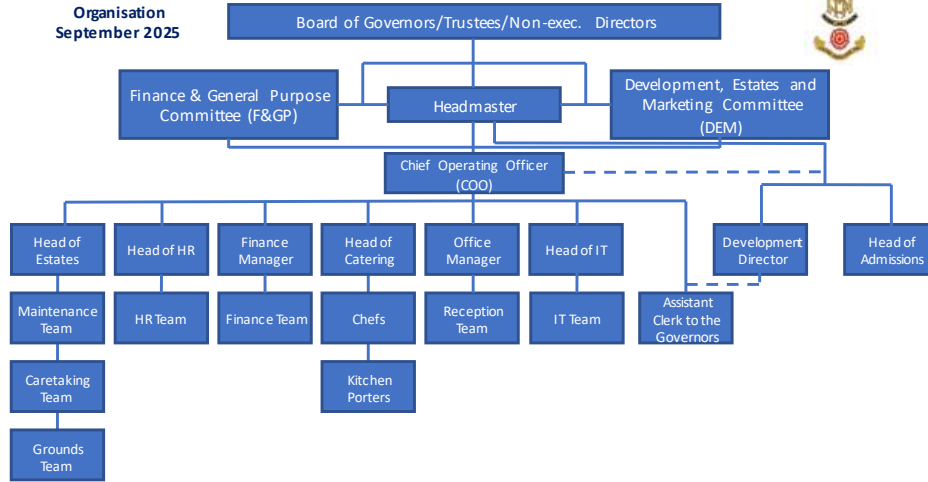 Organisation
September 2025
Board of Governors/Trustees/Non-exec. Directors
Finance & General Purpose
Committee (F&GP)
Headmaster
Development, Estates and
Marketing Committee
(DEM)
Chief Operating Officer
(COO)
Head of
Estates
Head of HR
Finance
Manager
Head of
Catering
Office
Manager
Head of IT
Development
Director
Head of
Admissions
Maintenance
Team
HR Team
Finance Team
Chefs
Reception
Team
IT Team
Assistant
Clerk to the
Governors
Caretaking
Team
Kitchen
Porters
Grounds
Team